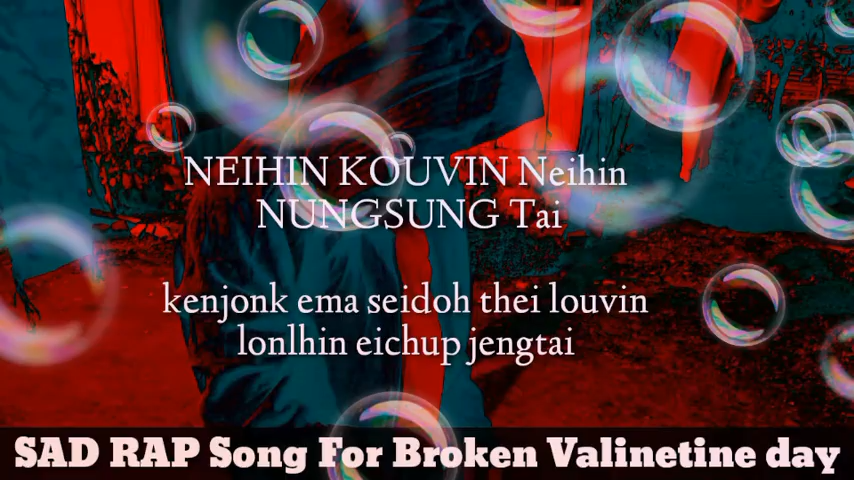 NEIHIN KOUVIN Neihin
NUNGSUNG Tai
kenjonk ema seidoh thei louvin
lonlhin eichup jengtai
SAD RAP Song For Broken Valinetine day